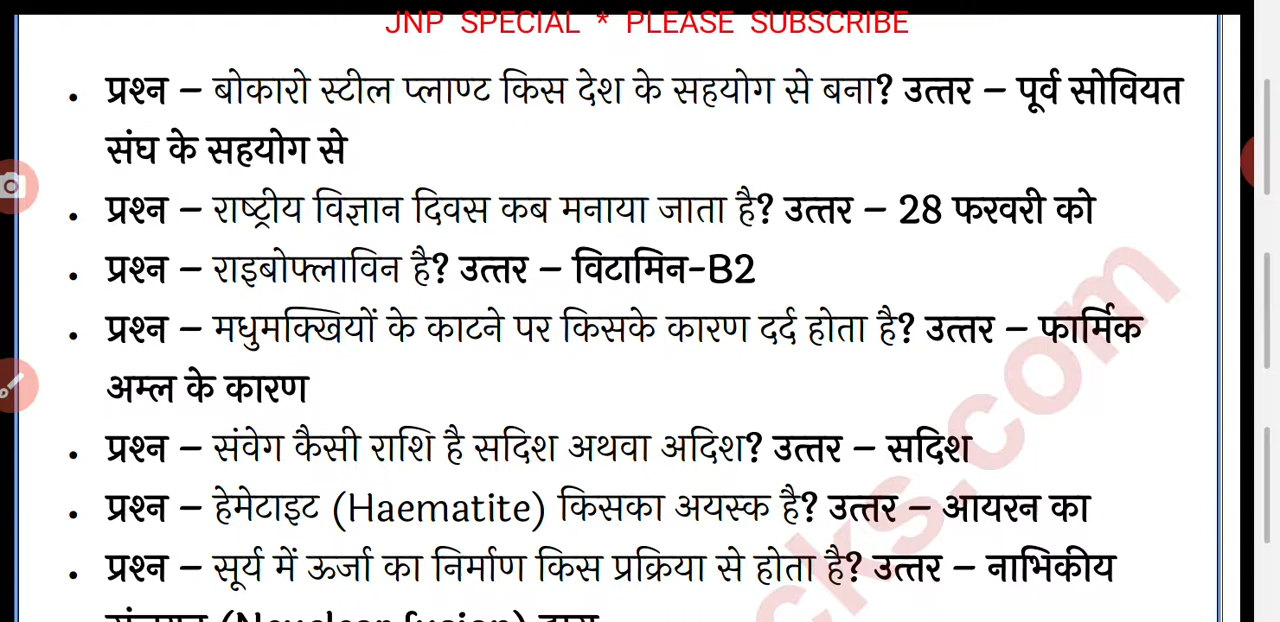 JNP SPECIAL * PLEASE SUBSCRIBE
• प्रश्न – बोकारो स्टील प्लाण्ट किस देश के सहयोग से बना? उत्तर – पूर्व सोवियत
संघ के सहयोग से
• प्रश्न – राष्ट्रीय विज्ञान दिवस कब मनाया जाता है? उत्तर – 28 फरवरी को
• प्रश्न – राइबोफ्लाविन है? उत्तर – विटामिन-B2
• प्रश्न – मधुमक्खियों के काटने पर किसके कारण दर्द होता है? उत्तर – फार्मिक
अम्ल के कारण
• प्रश्न – संवेग कैसी राशि है सदिश अथवा अदिश? उत्तर – सदिश
• प्रश्न – हेमेटाइट (Haematite) किसका अयस्क है? उत्तर – आयरन का
• प्रश्न – सूर्य में ऊर्जा का निर्माण किस प्रक्रिया से होता है? उत्तर – नाभिकीय
cks.com